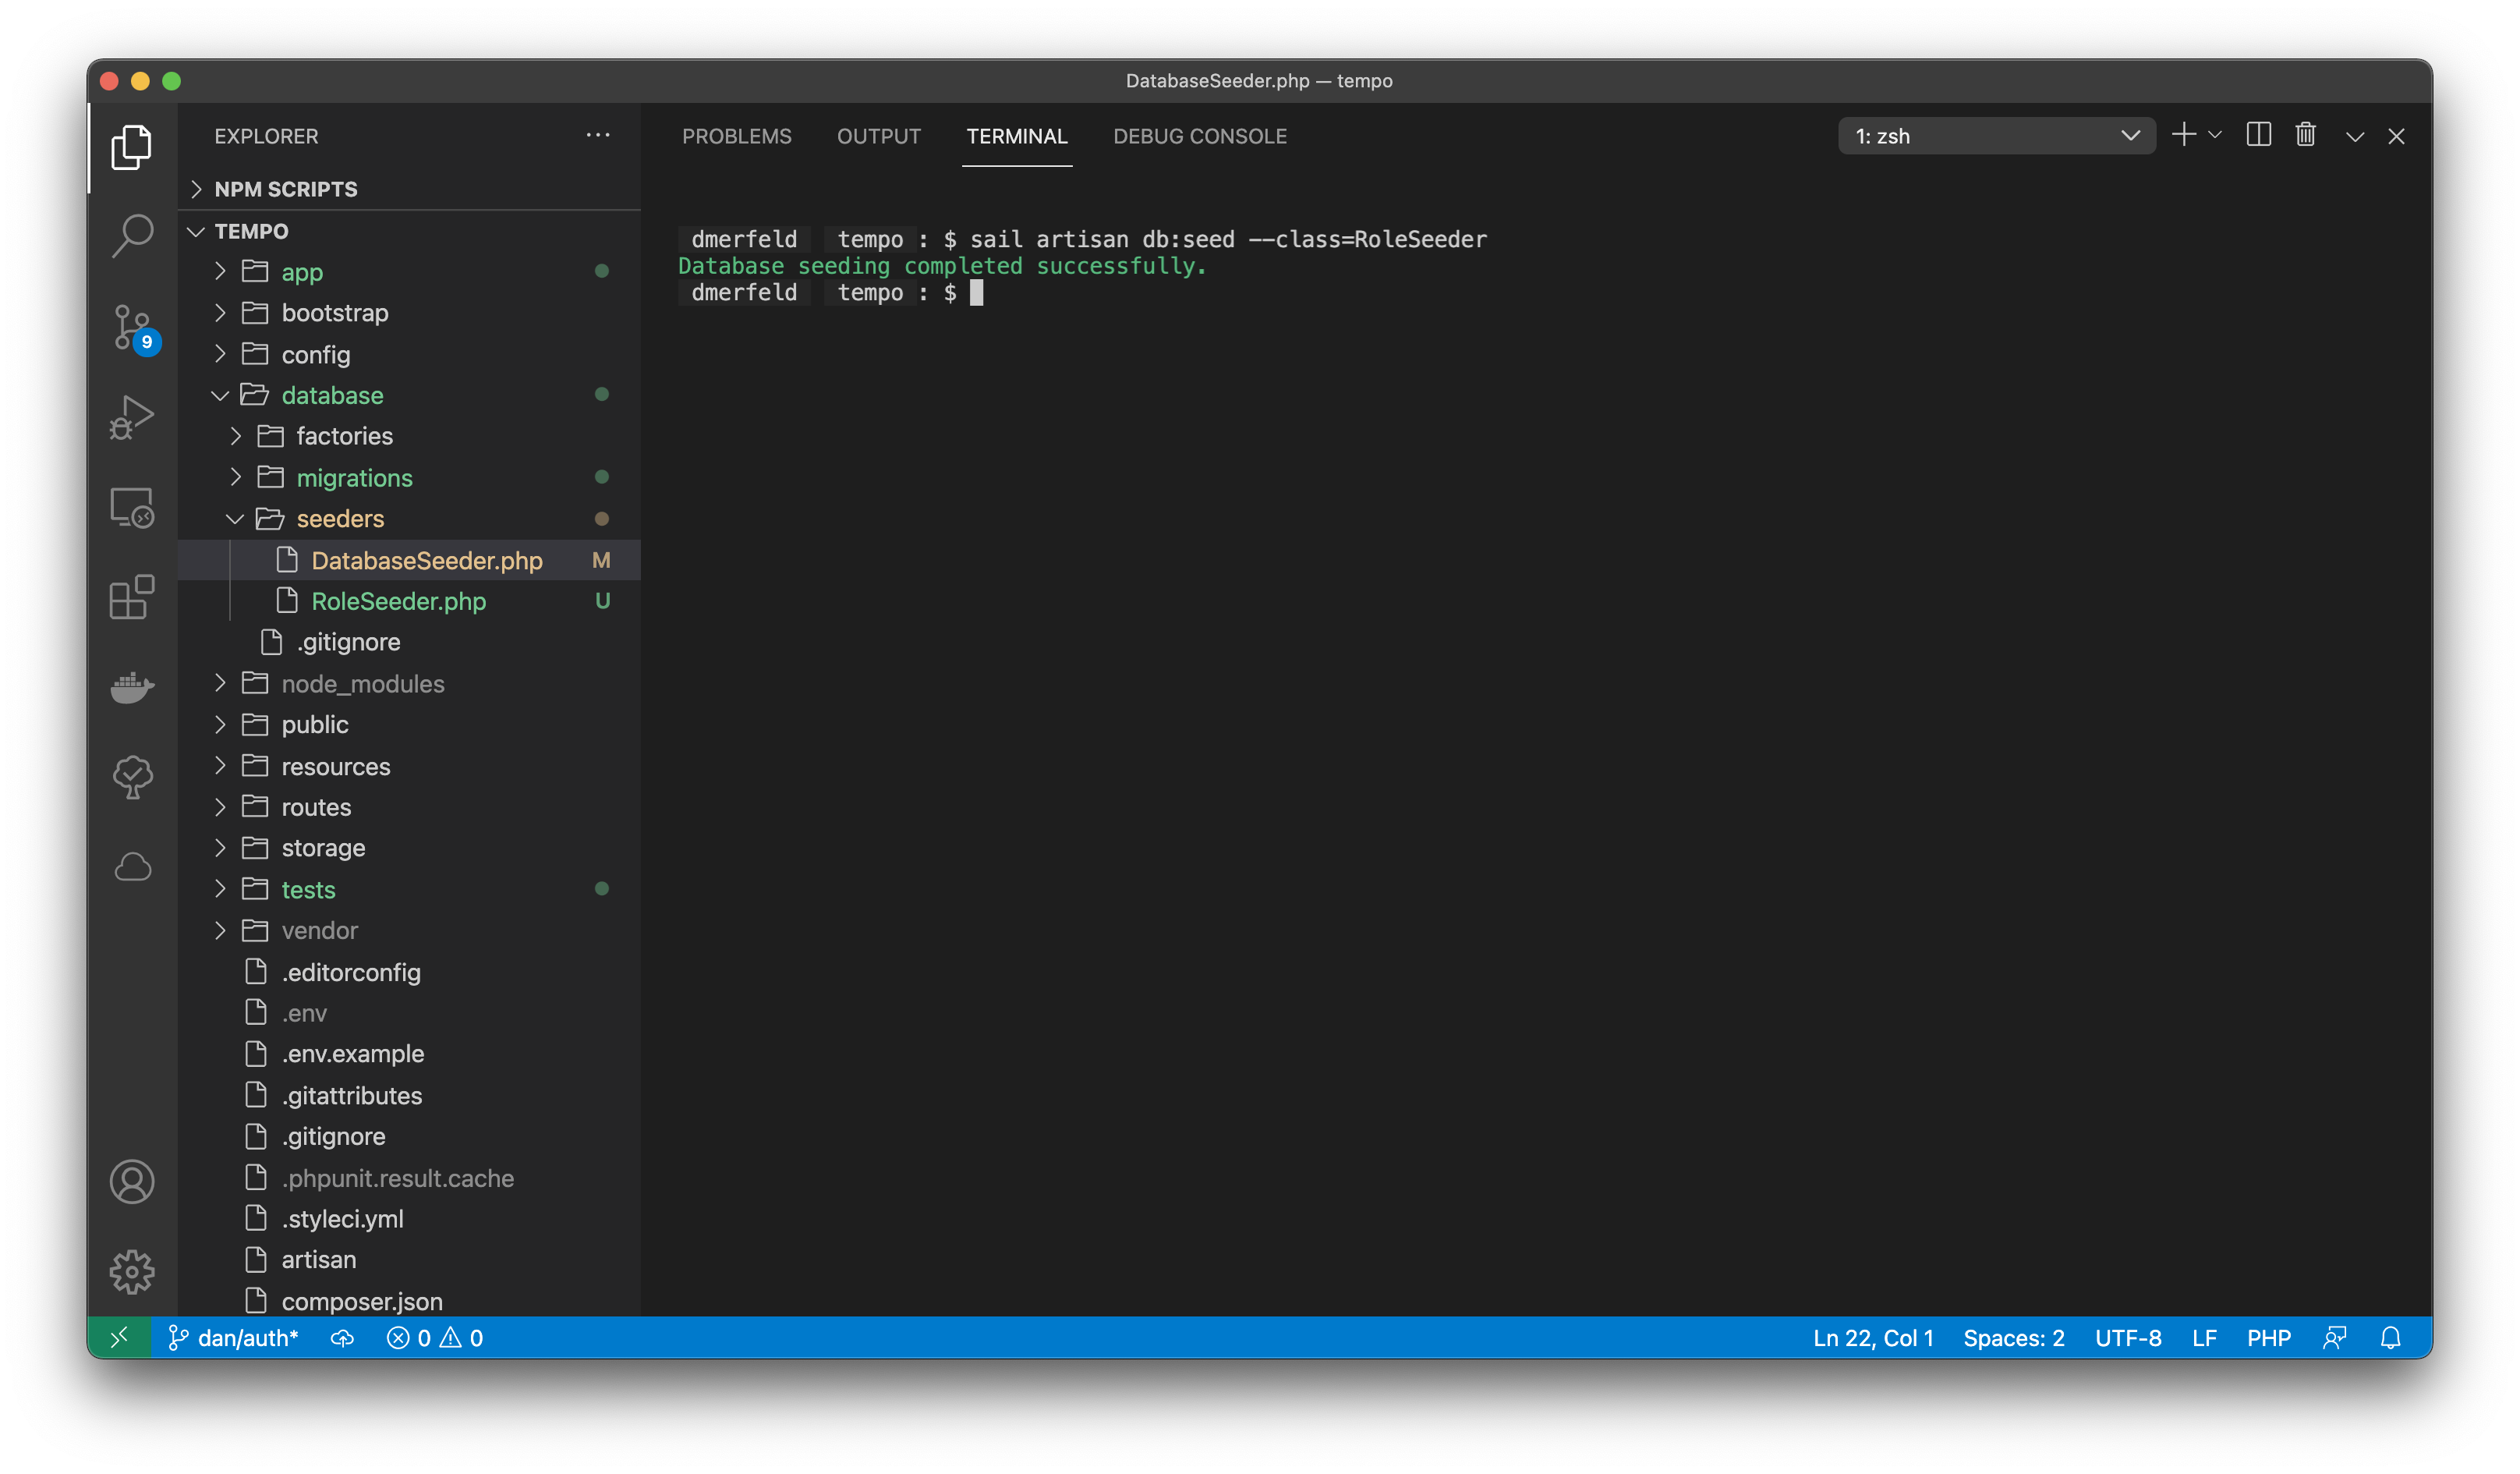 DatabaseSeeder.php — tempo
EXPLORER
NPM SCRIPTS
TEMPO
app
bootstrap
config
database
factories
migrations
seeders
DatabaseSeeder.php M
RoleSeeder.php U
.gitignore
node_modules
public
resources
routes
storage
tests
vendor
.editorconfig
.env
.env.example
.gitattributes
.gitignore
.phpunit.result.cache
.styleci.yml
artisan
composer.json
9
PROBLEMS OUTPUT TERMINAL DEBUG CONSOLE 1: zsh
dmerfeld tempo : $ sail artisan db:seed --class=RoleSeeder
Database seeding completed successfully.
dmerfeld tempo : $
dan/auth* 0 0 Ln 22, Col 1 Spaces: 2 UTF-8 LF PHP